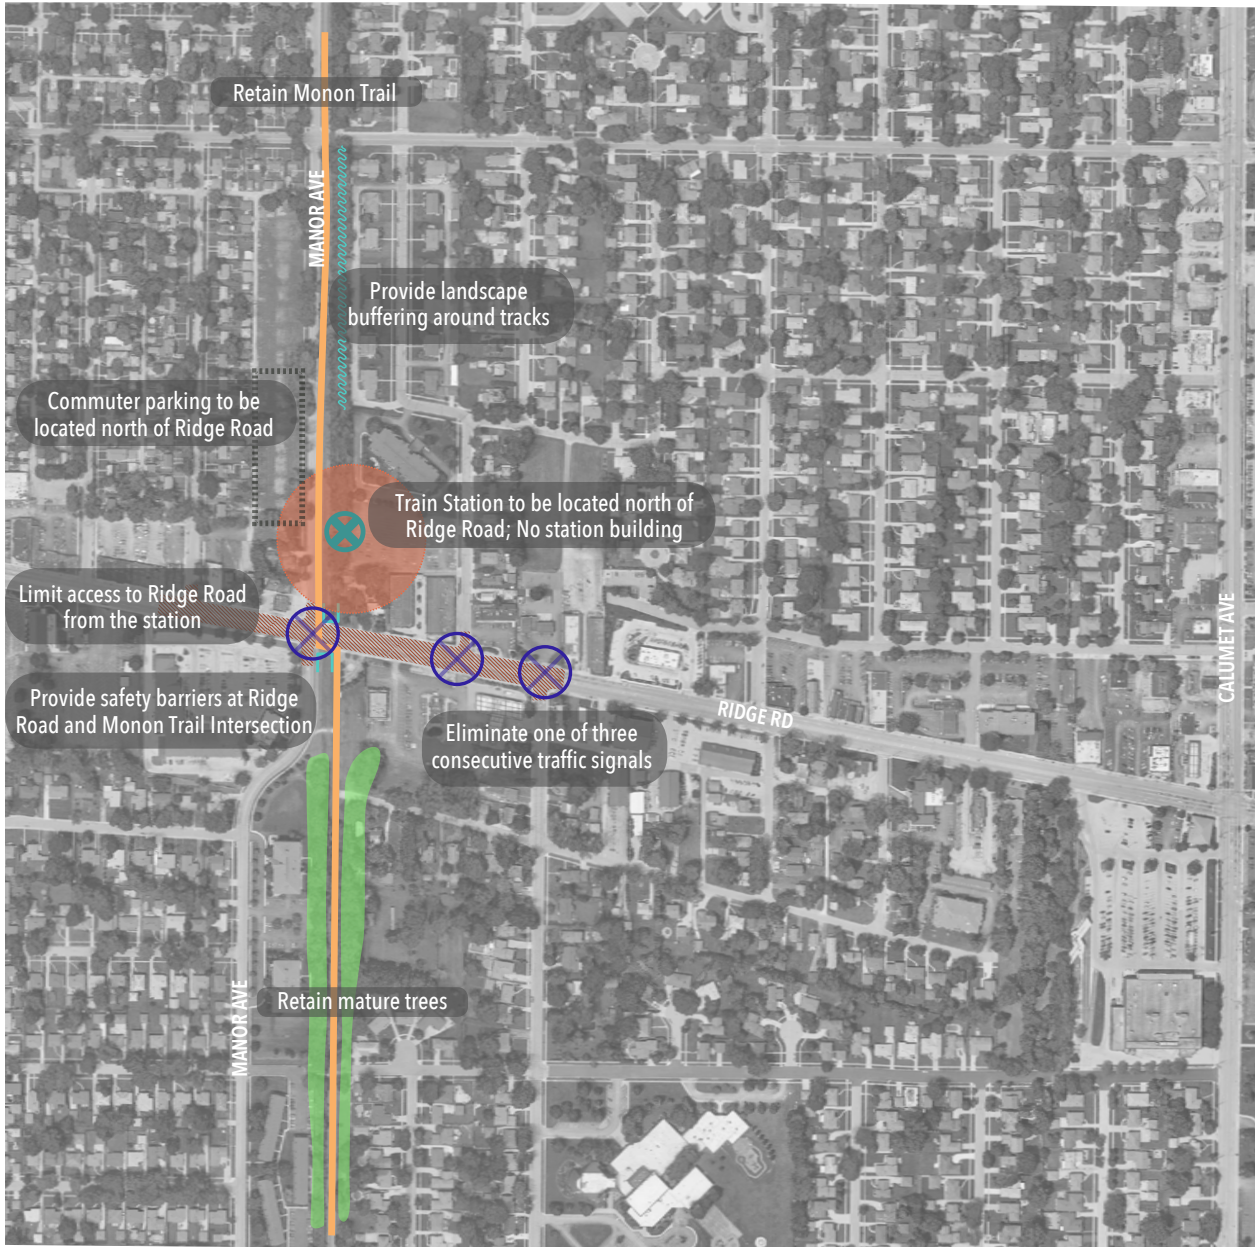 Retain Monon Trail
MANOR AVE
Provide landscape
buffering around tracks
Commuter parking to be
located north of Ridge Road
Train Station to be located north of
Ridge Road; No station building
Limit access to Ridge Road
from the station
CALUMET AVE
Provide safety barriers at Ridge
Road and Monon Trail Intersection
RIDGE RD
Eliminate one of three
consecutive traffic signals
Retain mature trees
MANOR AVE